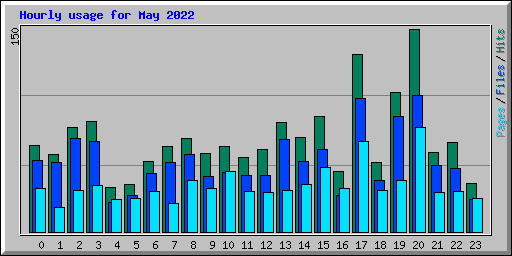 Hourly usage for May 2022
150
Pages / Files / Hits
0 1 2 3 4 5 6 7 8 9 10 11 12 13 14 15 16 17 18 19 20 21 22 23